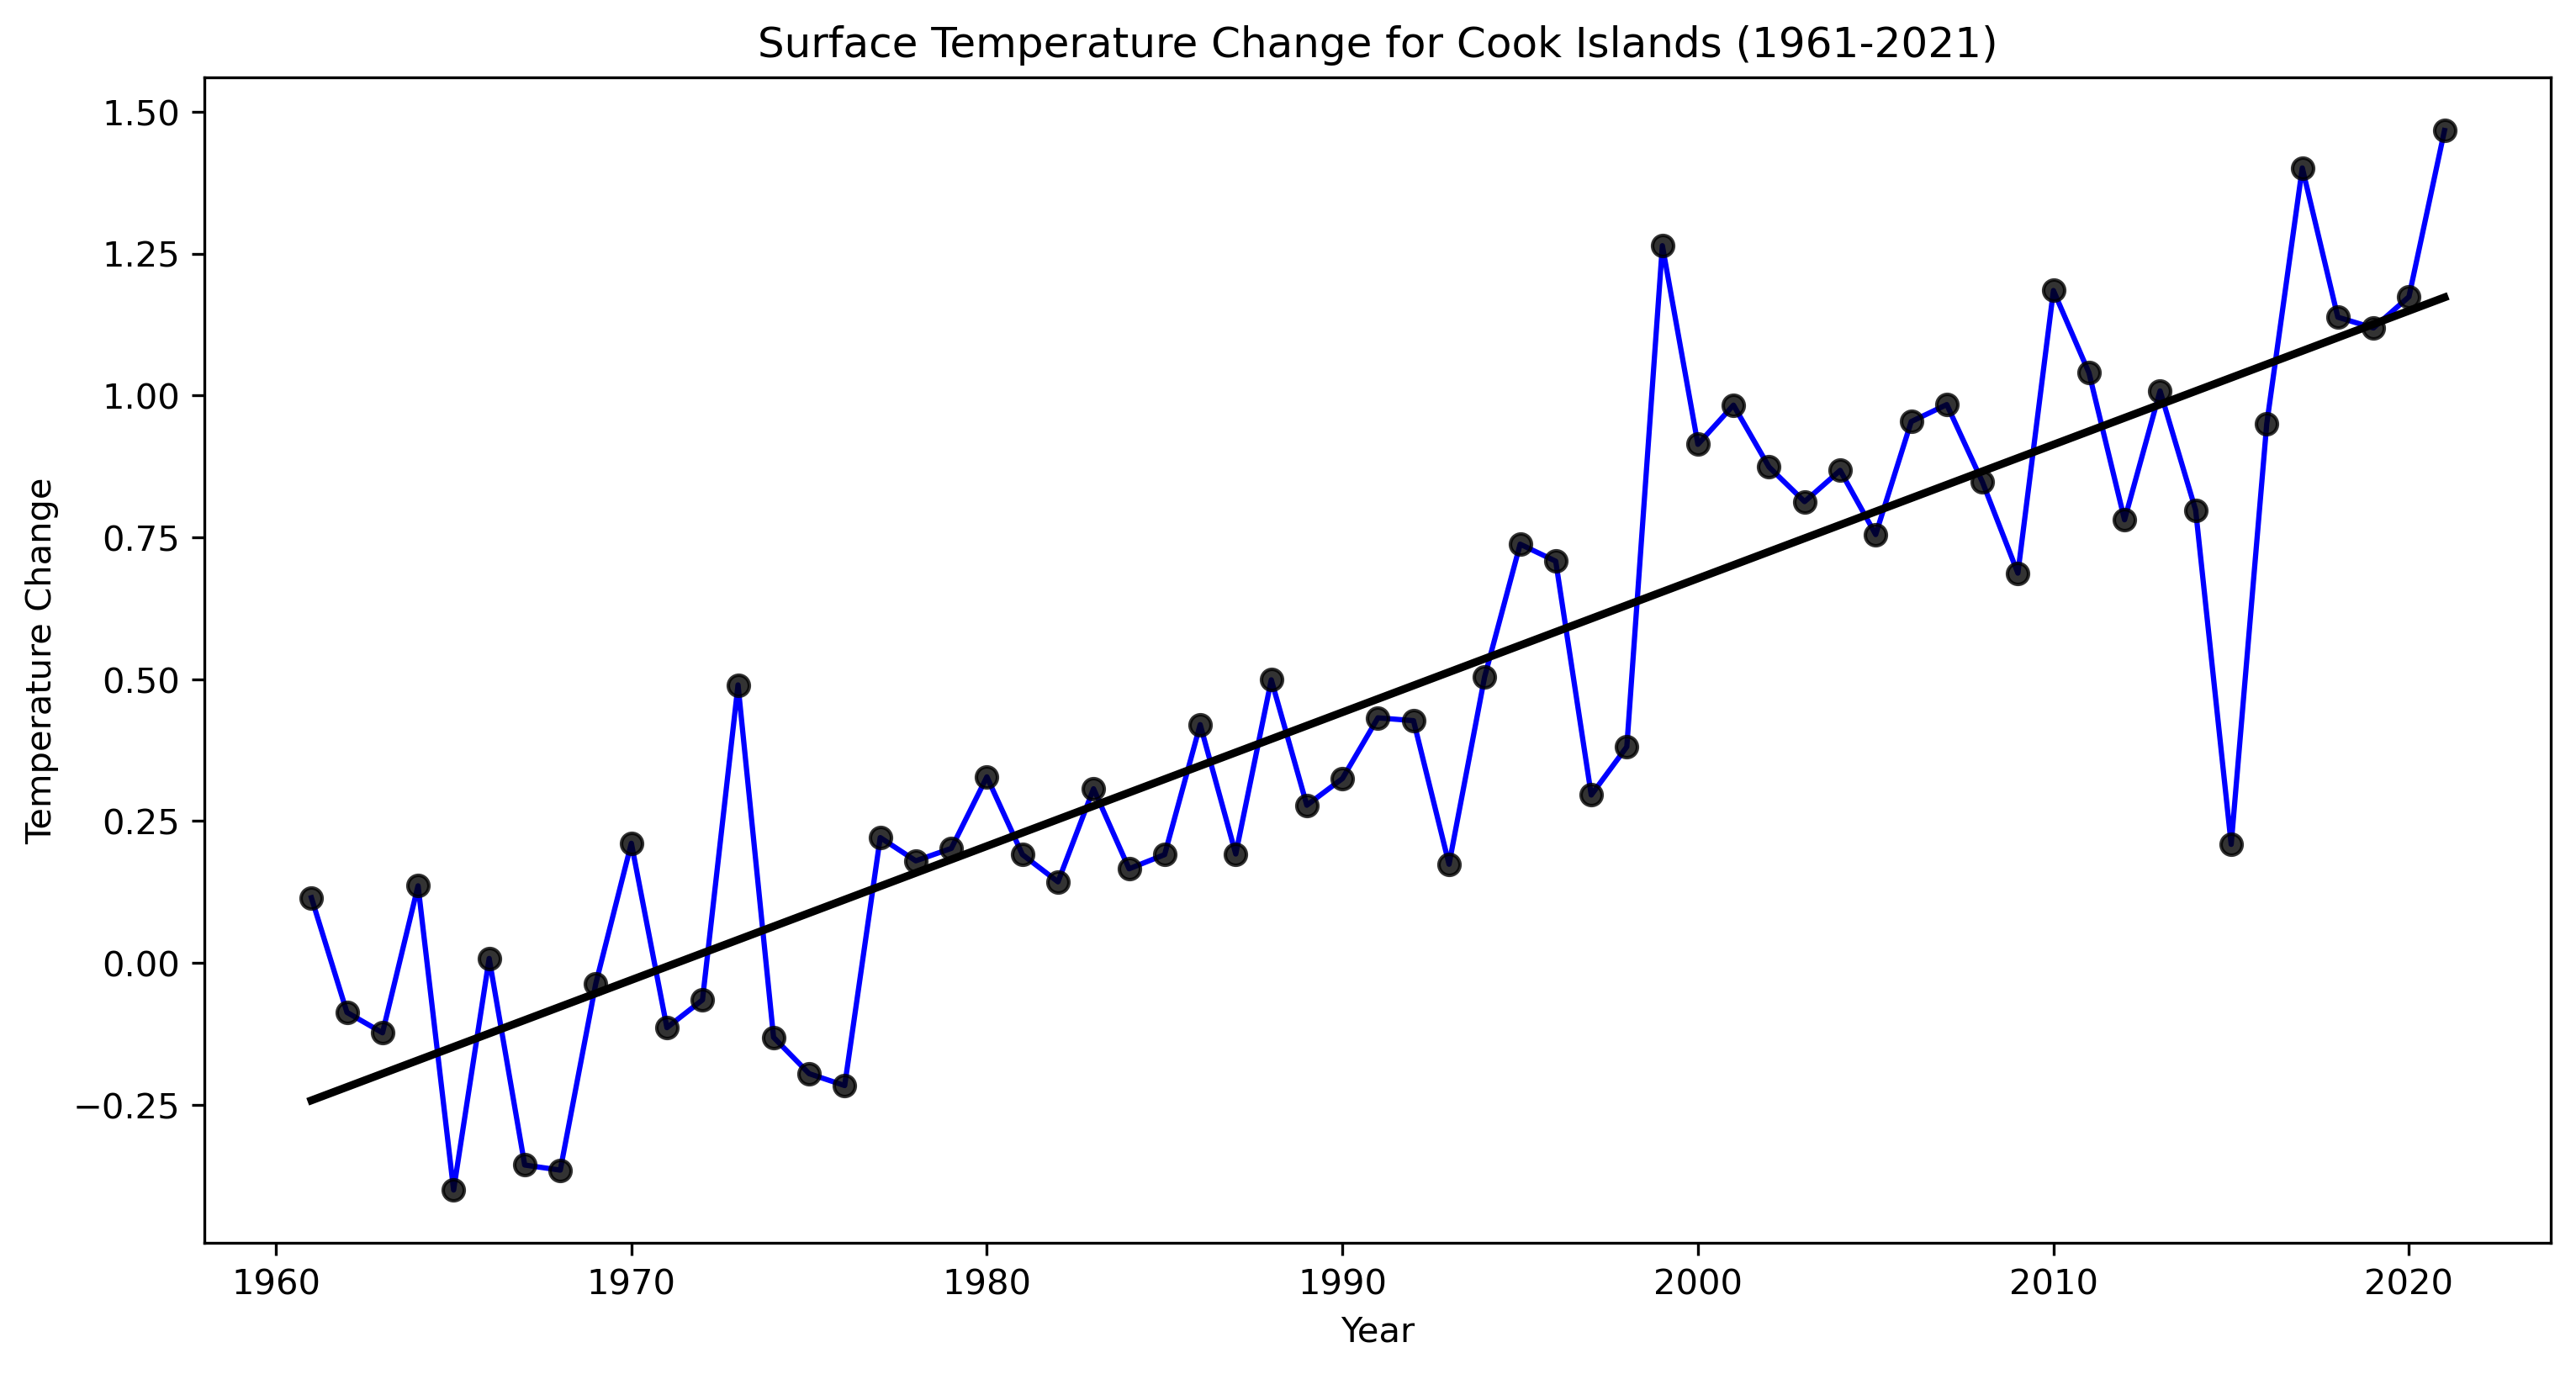 Surface Temperature Change for Cook Islands (1961-2021)
Temperature Change
1.50
1.25
1.00
0.75
0.50
0.25
0.00
−0.25
1960 1970 1980 1990 2000 2010 2020
Year